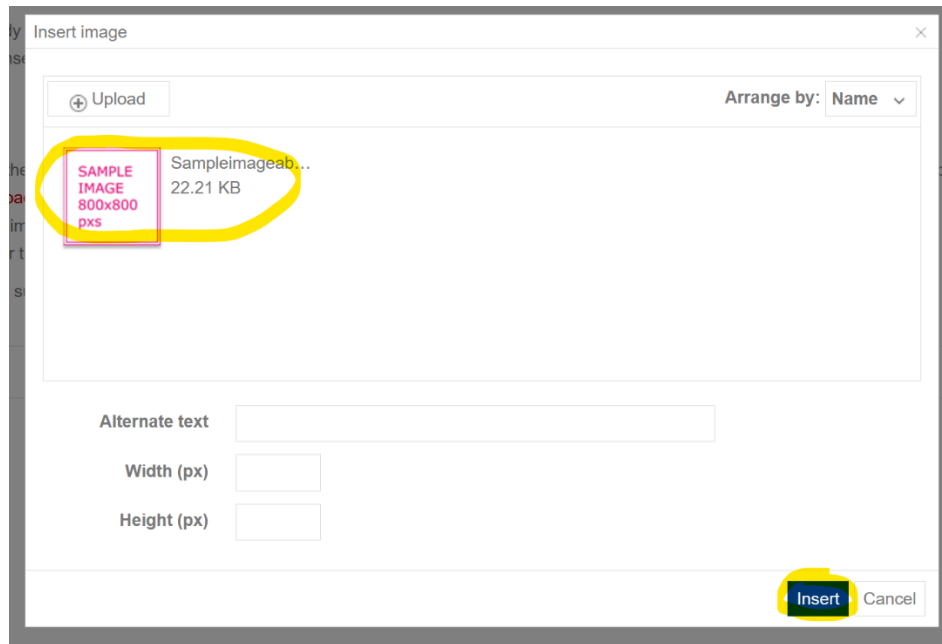 Insert image
Upload
Arrange by: Name
SAMPLE
IMAGE
800x800
pxs
Sampleimageab...
22.21 KB
Alternate text
Width (px)
Height (px)
Insert Cancel